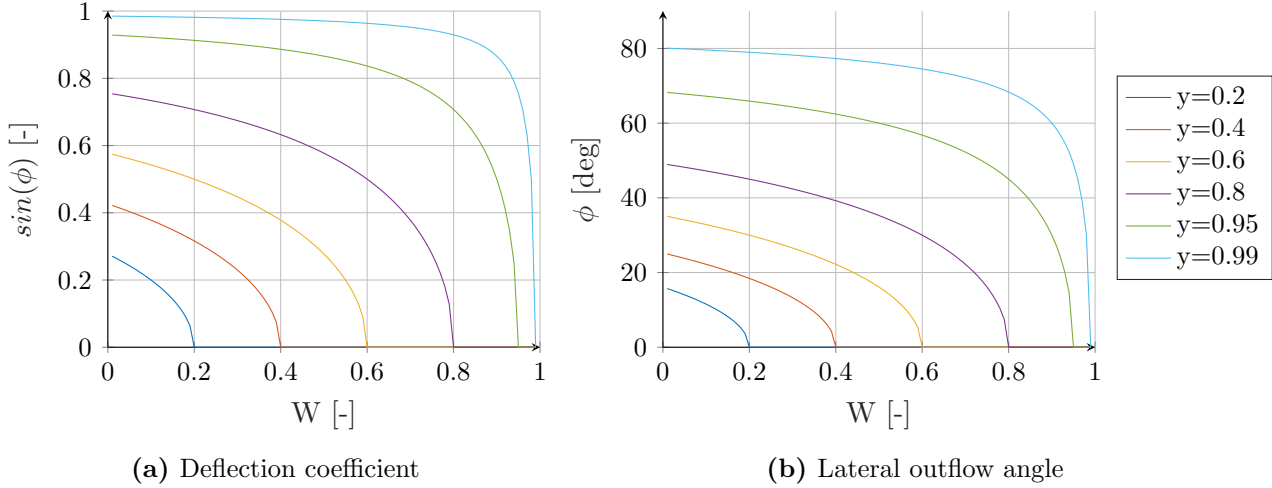 1
0.8
0.6
0.4
0.2
0
sin(ϕ) [-]
0 0.2 0.4 0.6 0.8 1
W [-]
(a) Deflection coefficient
80
60
40
20
0
ϕ [deg]
0 0.2 0.4 0.6 0.8 1
W [-]
(b) Lateral outflow angle
y=0.2
y=0.4
y=0.6
y=0.8
y=0.95
y=0.99